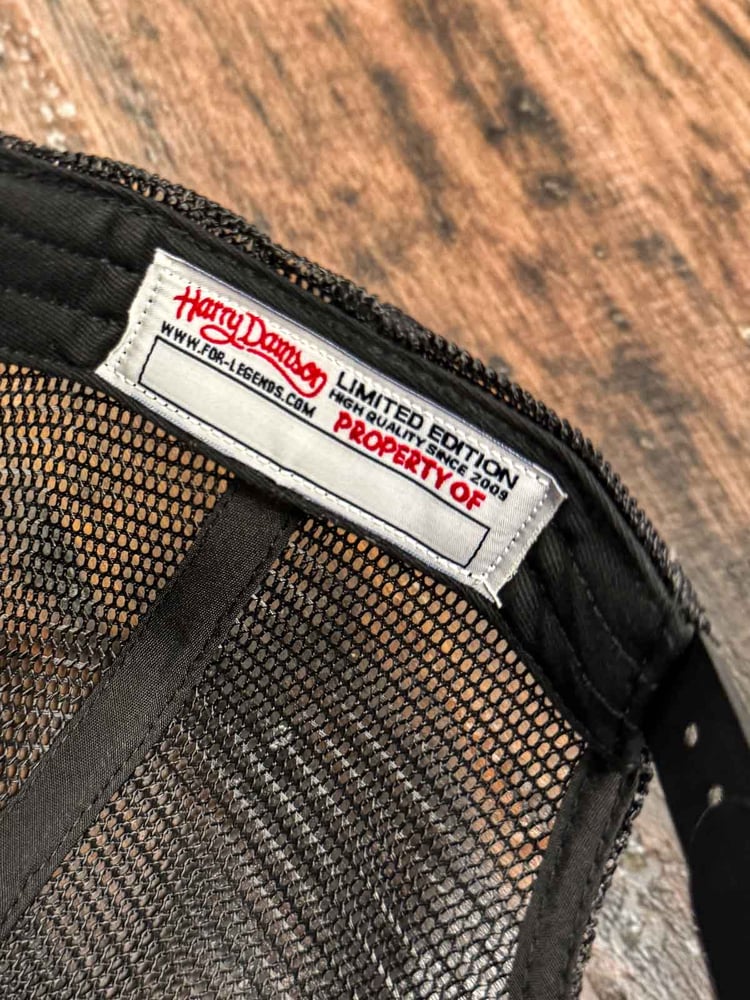 Harry Damson
WWW.FOR-LEGENDS.COM
LIMITED EDITION
HIGH QUALITY SINCE 2009
PROPERTY OF